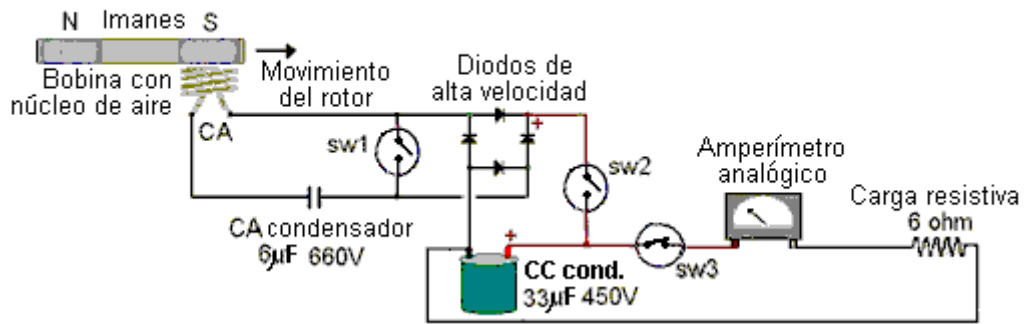 N Imanes S
Bobina con
núcleo de aire
Movimiento
del rotor
CA
Diodos de
alta velocidad
+
sw1
sw2
CA condensador
6µF 660V
+
CC cond.
33µF 450V
sw3
Amperímetro
analógico
Carga resistiva
6 ohm